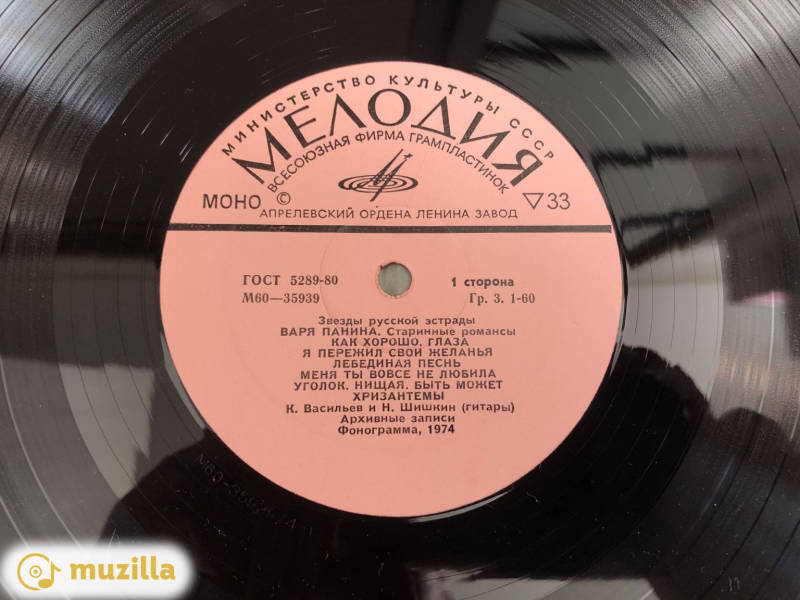 МИНИСТЕРСТВО КУЛЬТУРЫ СССР
МЕЛОДИЯ
ВСЕСОЮЗНАЯ ФИРМА ГРАМПЛАСТИНОК
МОНО © ▽33
АПРЕЛЕВСКИЙ ОРДЕНА ЛЕНИНА ЗАВОД
ГОСТ 5289-80 1 сторона
М60—35939 Гр. 3. 1-60
Звезды русской эстрады
ВАРЯ ПАНИНА. Старинные романсы
КАК ХОРОШО. ГЛАЗА
Я ПЕРЕЖИЛ СВОИ ЖЕЛАНЬЯ
ЛЕБЕДИНАЯ ПЕСНЬ
МЕНЯ ТЫ ВОВСЕ НЕ ЛЮБИЛА
УГОЛОК. НИЩАЯ. БЫТЬ МОЖЕТ
ХРИЗАНТЕМЫ
К. Васильев и Н. Шишкин (гитары)
Архивные записи
Фонограмма, 1974
muzilla